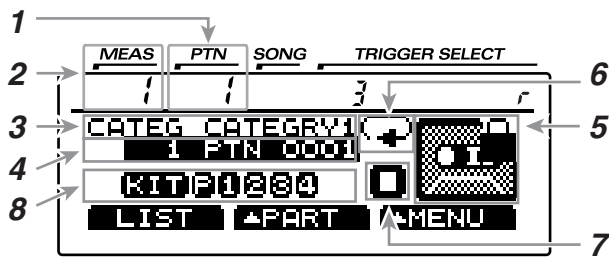 1
MEAS PTN SONG TRIGGER SELECT
2 1 1 3 r 6
3 CATEG CATEGRY1 5
4 1 PTN 0001
8 KIT P 1 2 3 4
LIST ▲PART ▲MENU
7